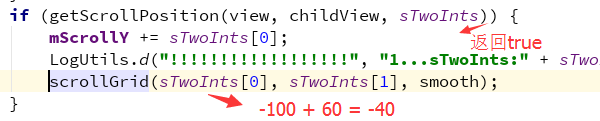 if (getScrollPosition(view, childView, sTwoInts)) {
mScrollY += sTwoInts[0];
返回true
LogUtils.d("!!!!!!!!!!!!!!!!!!", "1...sTwoInts:" + sTwo
scrollGrid(sTwoInts[0], sTwoInts[1], smooth);
}
-100 + 60 = -40